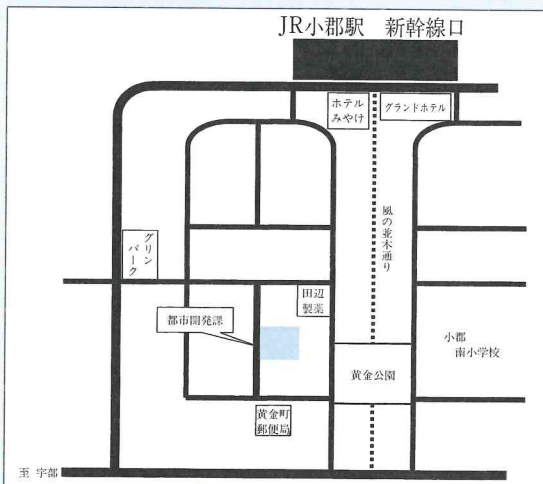 JR小郡駅 新幹線口
ホテル
みやけ
グランドホテル
風の並木通り
グリン
パーク
田辺
製薬
都市開発課
小郡
南小学校
黄金公園
黄金町
郵便局
至 宇部